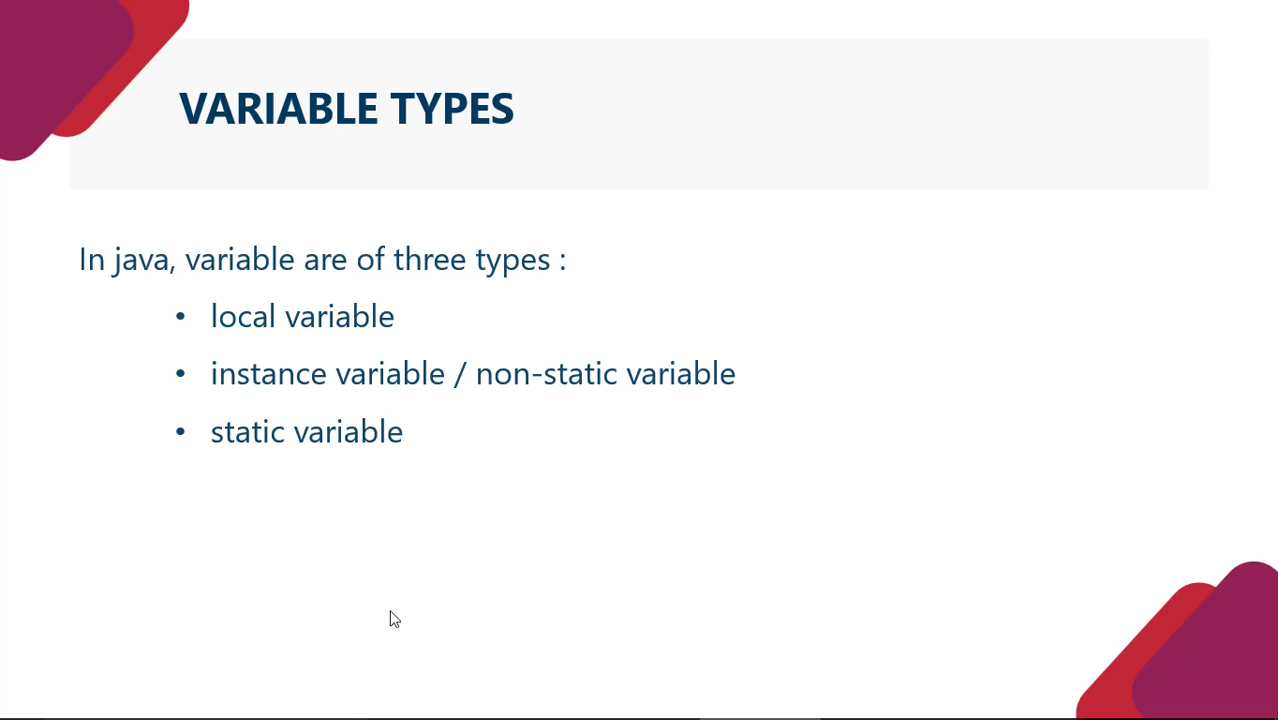 VARIABLE TYPES
In java, variable are of three types :
• local variable
• instance variable / non-static variable
• static variable